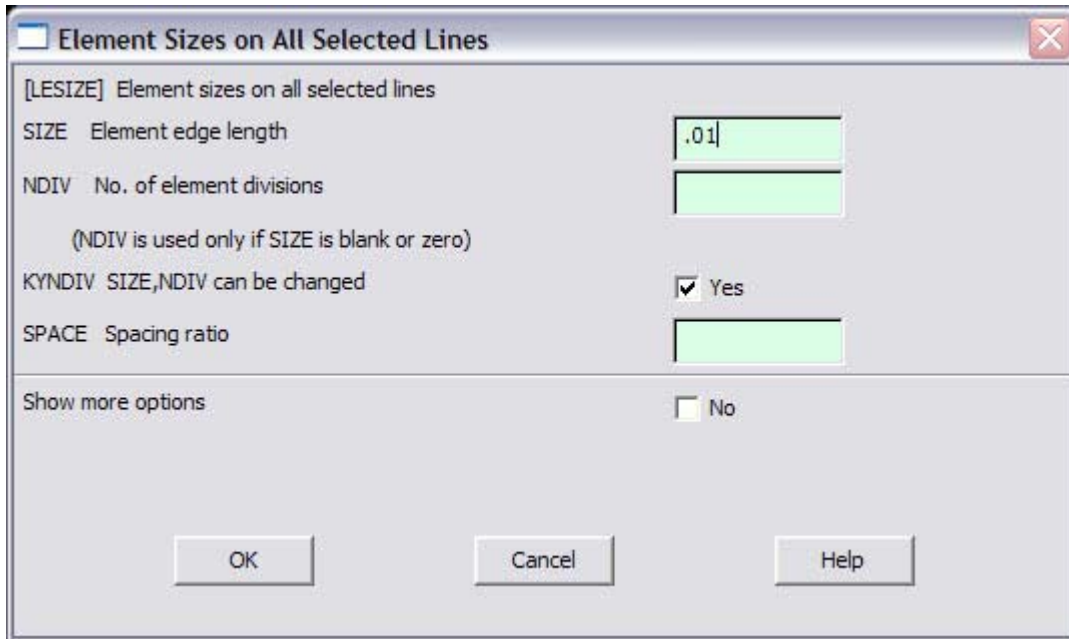 Element Sizes on All Selected Lines
[LESIZE] Element sizes on all selected lines
SIZE Element edge length .01
NDIV No. of element divisions
(NDIV is used only if SIZE is blank or zero)
KYNDIV SIZE,NDIV can be changed Yes
SPACE Spacing ratio
Show more options No
OK Cancel Help